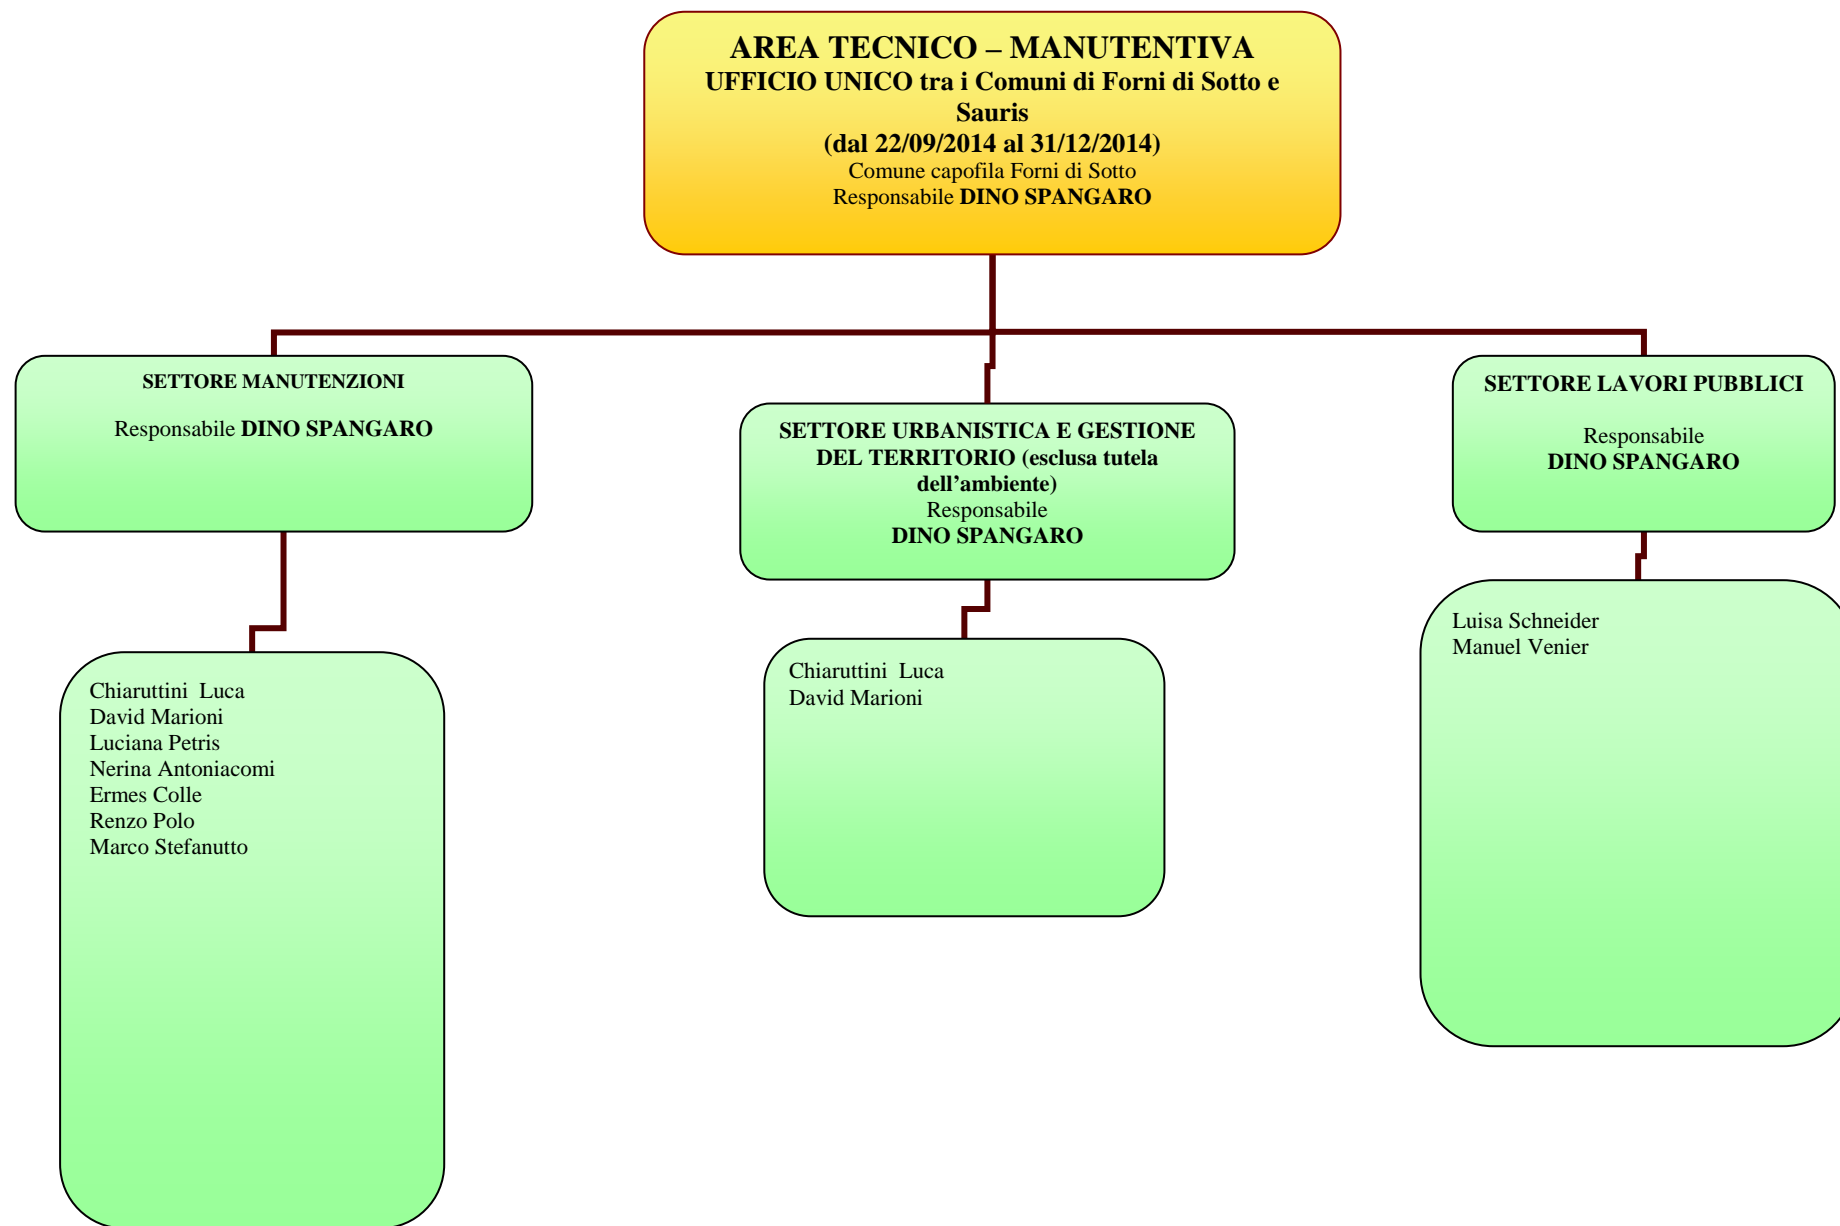 AREA TECNICO – MANUTENTIVA
UFFICIO UNICO tra i Comuni di Forni di Sotto e
Sauris
(dal 22/09/2014 al 31/12/2014)
Comune capofila Forni di Sotto
Responsabile DINO SPANGARO
SETTORE MANUTENZIONI
Responsabile DINO SPANGARO
SETTORE URBANISTICA E GESTIONE
DEL TERRITORIO (esclusa tutela
dell’ambiente)
Responsabile
DINO SPANGARO
SETTORE LAVORI PUBBLICI
Responsabile
DINO SPANGARO
Chiaruttini  Luca
David Marioni
Luciana Petris
Nerina Antoniacomi
Ermes Colle
Renzo Polo
Marco Stefanutto
Chiaruttini  Luca
David Marioni
Luisa Schneider
Manuel Venier